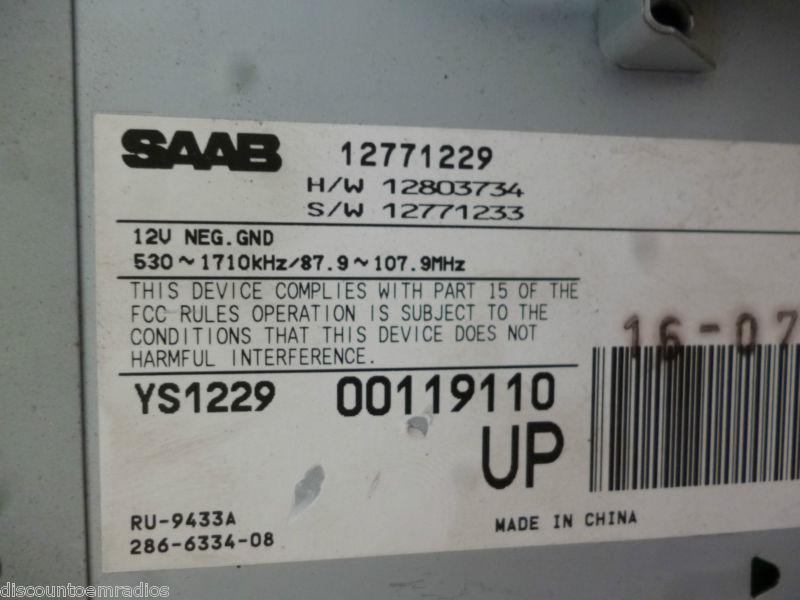 SAAB 12771229
H/W 12803734
S/W 12771233
12V NEG.GND
530~1710kHz/87.9~107.9MHz
THIS DEVICE COMPLIES WITH PART 15 OF THE
FCC RULES OPERATION IS SUBJECT TO THE
CONDITIONS THAT THIS DEVICE DOES NOT
HARMFUL INTERFERENCE.
16-07
YS1229 00119110
UP
RU-9433A
MADE IN CHINA
286-6334-08
discountoemradios